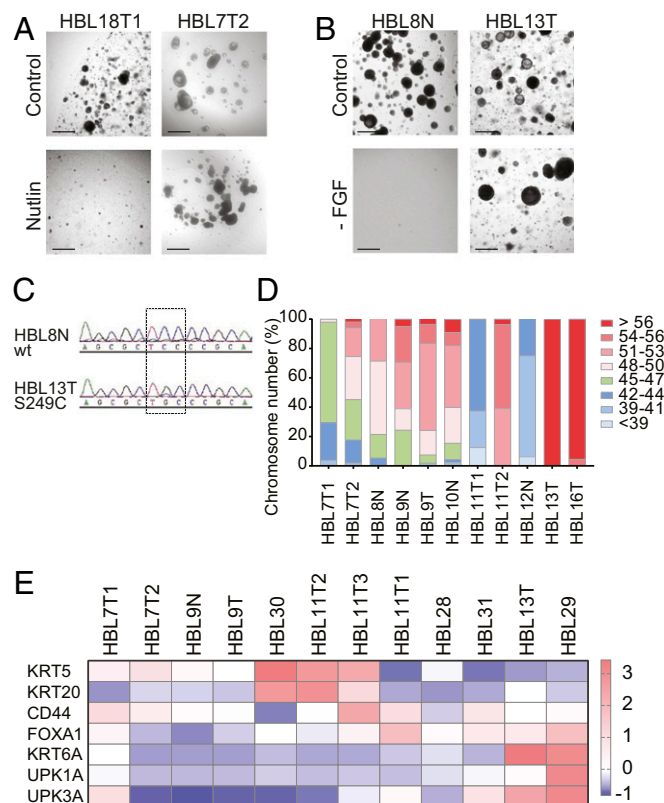 A
HBL18T1 HBL7T2
Control
Nutlin
B
HBL8N HBL13T
Control
- FGF
C
HBL8N
wt
A G C G C T C C C C G C A
HBL13T
S249C
A G C G C T G C C C G C A
D
Chromosome number (%)
100
80
60
40
20
0
HBL7T1 HBL7T2 HBL8N HBL9N HBL9T HBL10N HBL11T1 HBL11T2 HBL12N HBL13T HBL16T
> 56
54-56
51-53
48-50
45-47
42-44
39-41
<39
E
HBL7T1 HBL7T2 HBL9N HBL9T HBL30 HBL11T2 HBL11T3 HBL11T1 HBL28 HBL31 HBL13T HBL29
KRT5
KRT20
CD44
FOXA1
KRT6A
UPK1A
UPK3A
3
2
1
0
-1